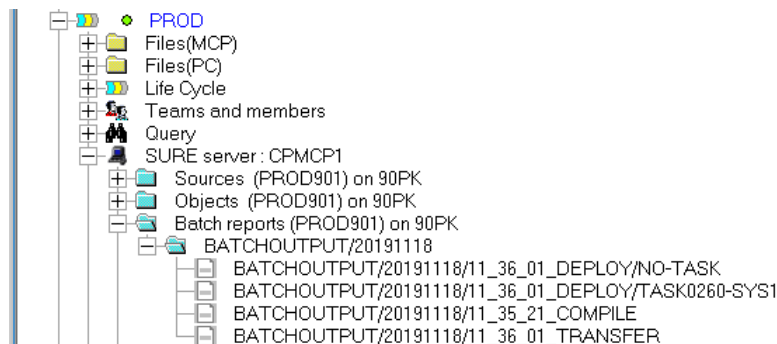 PROD
Files(MCP)
Files(PC)
Life Cycle
Teams and members
Query
SURE server : CPMCP1
Sources (PROD901) on 90PK
Objects (PROD901) on 90PK
Batch reports (PROD901) on 90PK
BATCHOUTPUT/20191118
BATCHOUTPUT/20191118/11_36_01_DEPLOY/NO-TASK
BATCHOUTPUT/20191118/11_36_01_DEPLOY/TASK0260-SYS1
BATCHOUTPUT/20191118/11_35_21_COMPILE
BATCHOUTPUT/20191118/11_36_01_TRANSFER